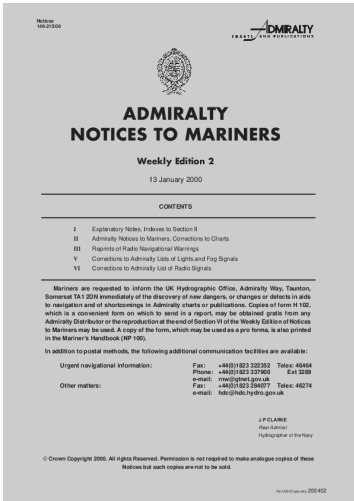 Notices
146-215/00
ADMIRALTY
CHARTS AND PUBLICATIONS
ADMIRALTY
NOTICES TO MARINERS
Weekly Edition 2
13 January 2000
CONTENTS
I Explanatory Notes. Indexes to Section II
II Admiralty Notices to Mariners, Corrections to Charts
III Reprints of Radio Navigational Warnings
V Corrections to Admiralty Lists of Lights and Fog Signals
VI Corrections to Admiralty List of Radio Signals
Mariners are requested to inform the UK Hydrographic Office, Admiralty Way, Taunton,
Somerset TA1 2DN immediately of the discovery of new dangers, or changes or defects in aids
to navigation and of shortcomings in Admiralty charts or publications. Copies of form H 102,
which is a convenient form on which to send in a report, may be obtained gratis from any
Admiralty Distributor or the reproduction at the end of Section VI of the Weekly Edition of Notices
to Mariners may be used. A copy of the form, which may be used as a pro forma, is also printed
in the Mariner's Handbook (NP 100).
In addition to postal methods, the following additional communication facilities are available:
Urgent navigational information: Fax: +44(0)1823 322352 Telex: 46464
Phone: +44(0)1823 337900 Ext 3289
e-mail: rnw@gtnet.gov.uk
Other matters: Fax: +44(0)1823 284077 Telex: 46274
e-mail: hdc@hdc.hydro.gov.uk
J P CLARKE
Rear Admiral
Hydrographer of the Navy
© Crown Copyright 2000. All rights Reserved. Permission is not required to make analogue copies of these
Notices but such copies are not to be sold.
200402